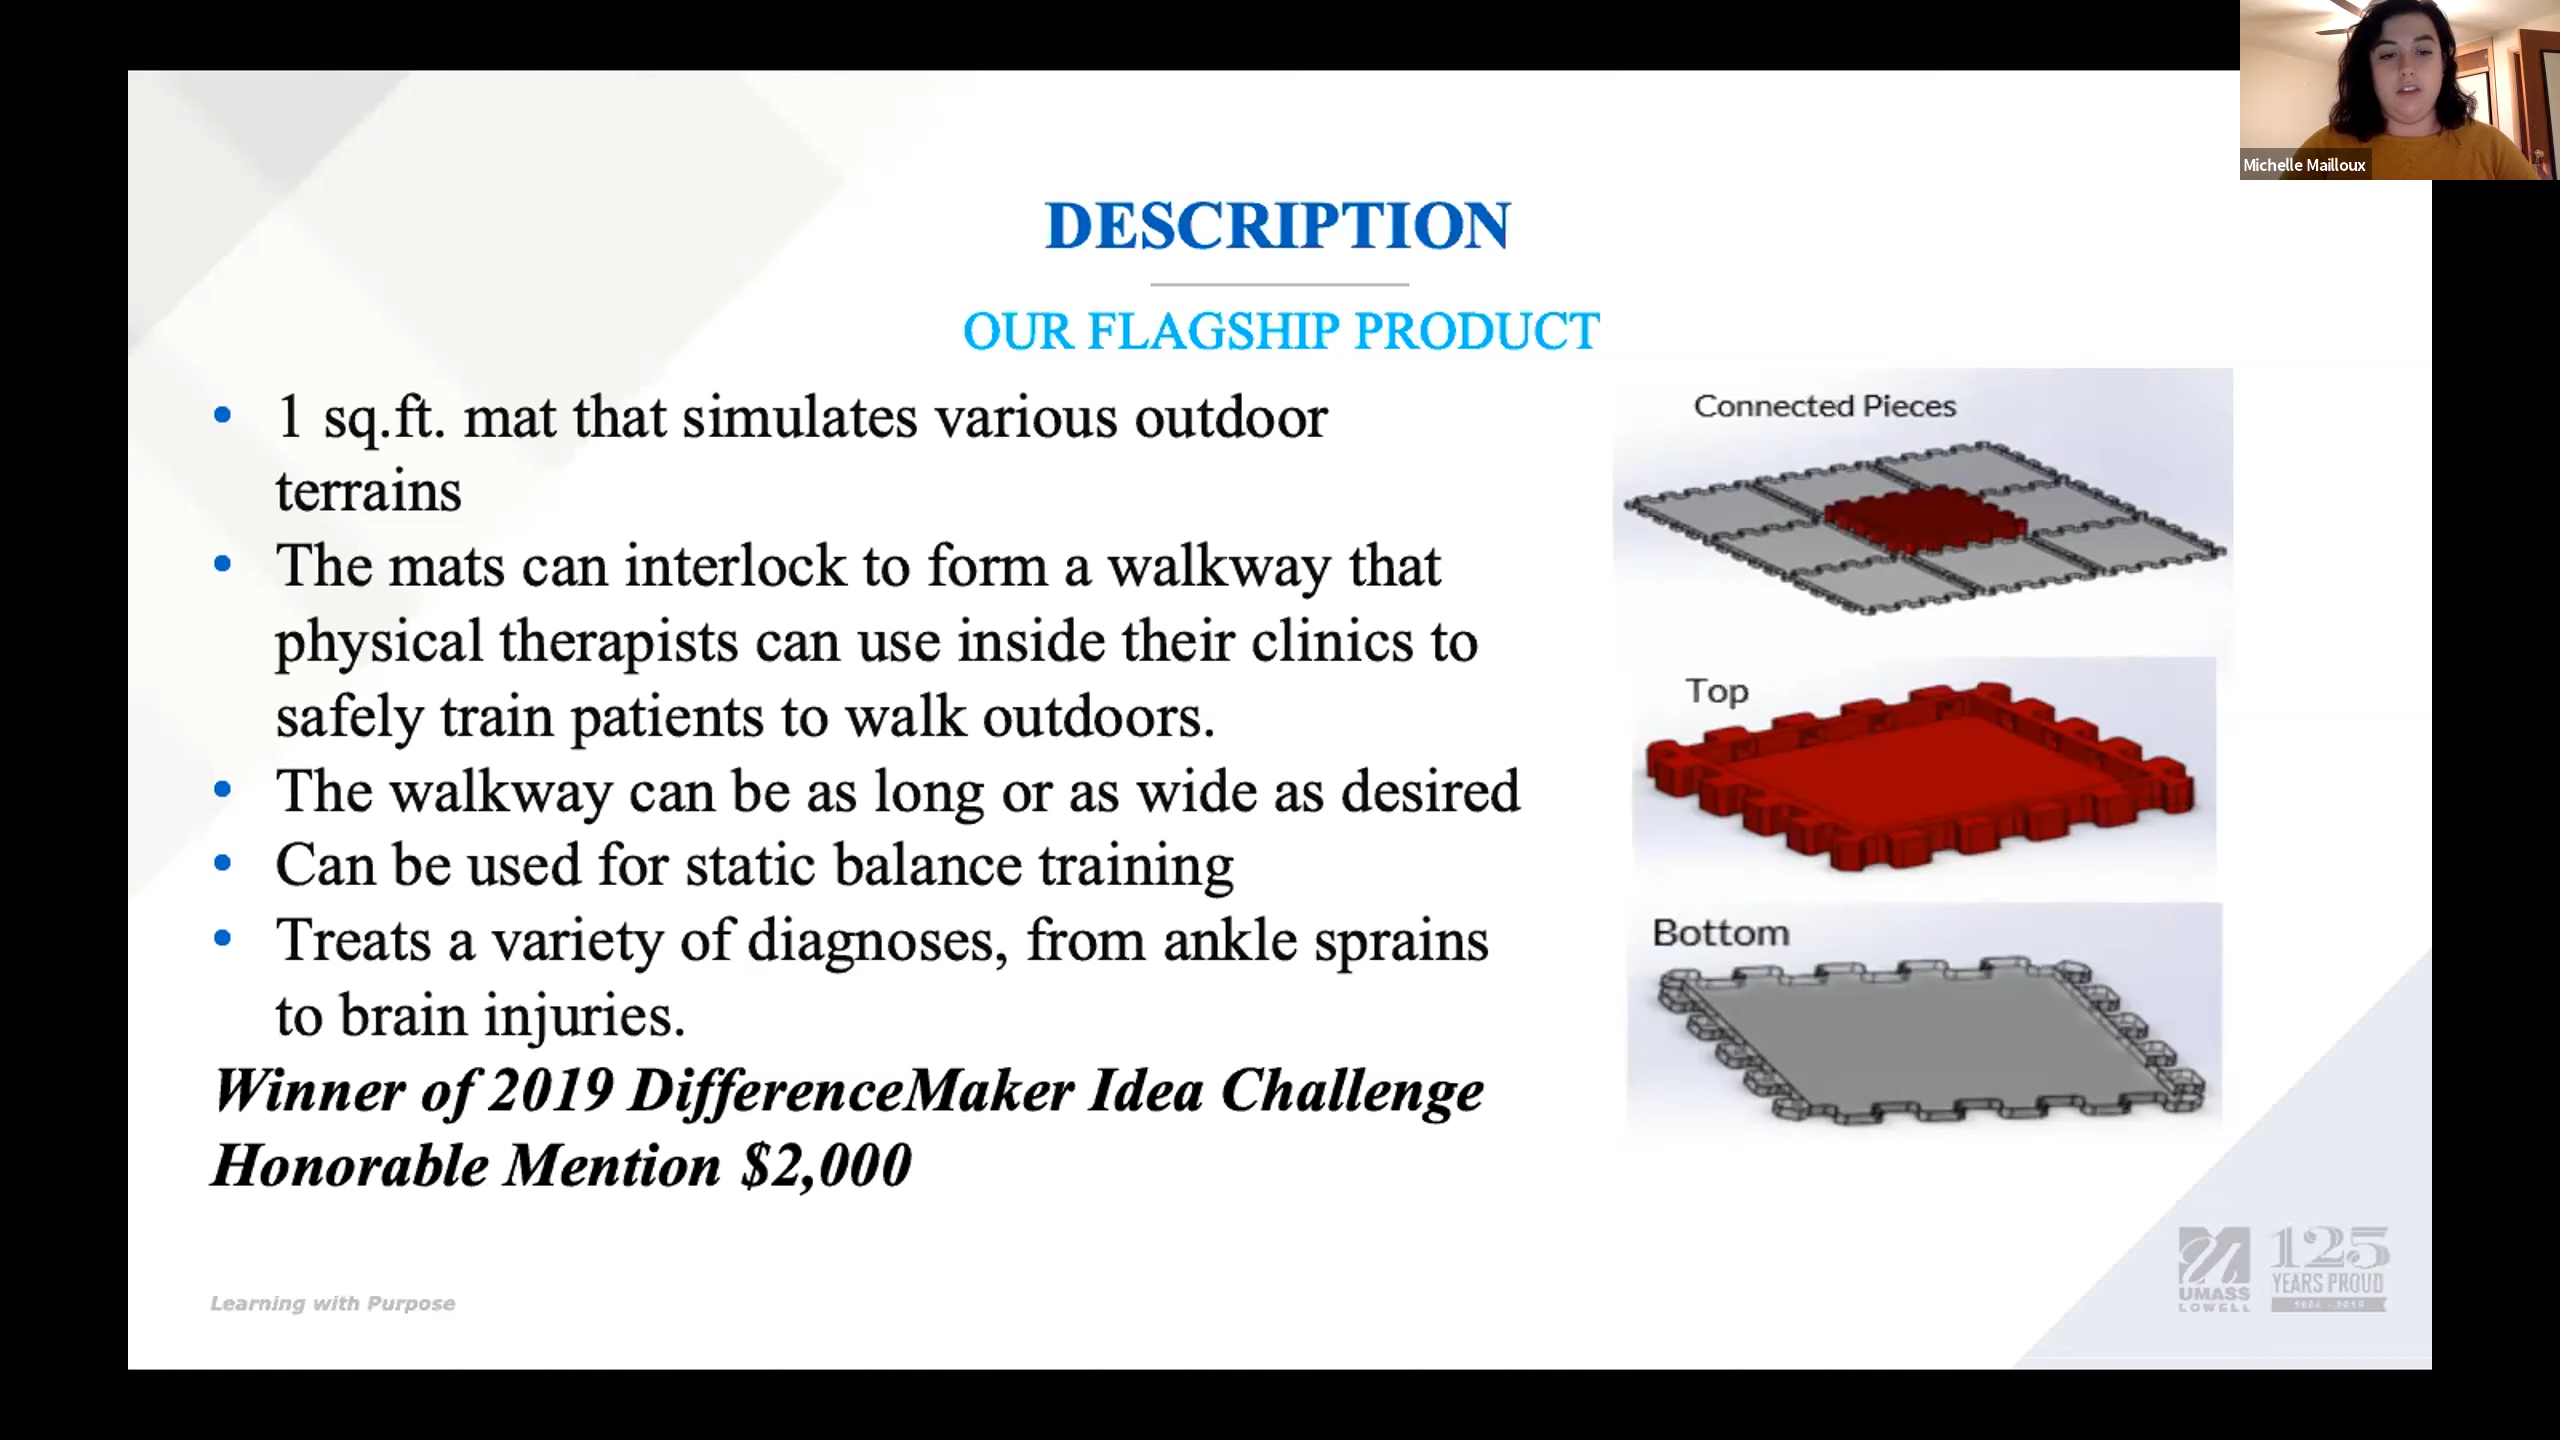 Michelle Mailloux
DESCRIPTION
OUR FLAGSHIP PRODUCT
• 1 sq.ft. mat that simulates various outdoor
terrains
• The mats can interlock to form a walkway that
physical therapists can use inside their clinics to
safely train patients to walk outdoors.
• The walkway can be as long or as wide as desired
• Can be used for static balance training
• Treats a variety of diagnoses, from ankle sprains
to brain injuries.
Winner of 2019 DifferenceMaker Idea Challenge
Honorable Mention $2,000
Connected Pieces
Top
Bottom
Learning with Purpose
UMASS
LOWELL
125
YEARS PROUD